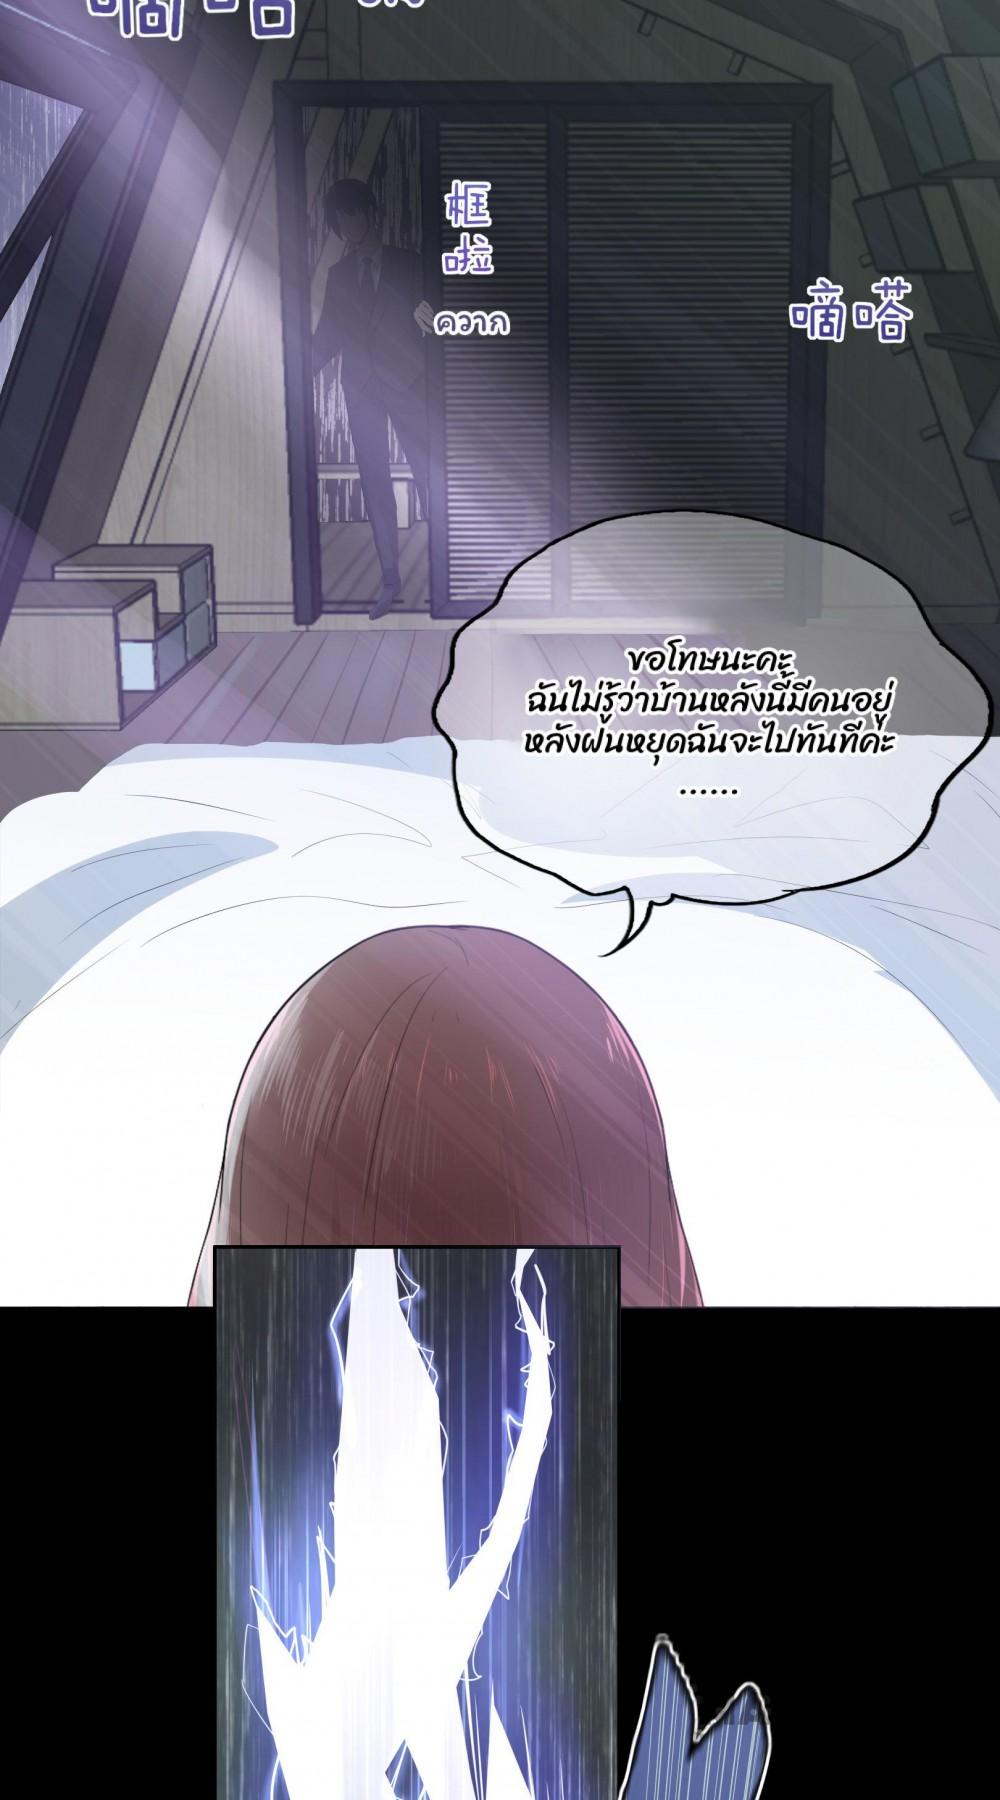 嘀嗒
框
啦
ควาก
嘀嗒
ขอโทษนะคะ
ฉันไม่รู้ว่าบ้านหลังนี้มีคนอยู่
หลังฝนหยุดฉันจะไปทันทีค่ะ
......